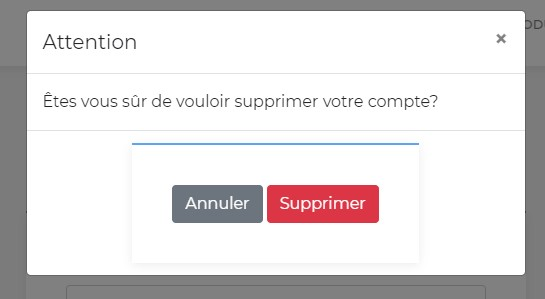 Attention
×
Êtes vous sûr de vouloir supprimer votre compte?
Annuler Supprimer